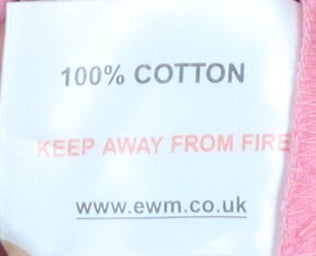 100% COTTON
KEEP AWAY FROM FIRE
www.ewm.co.uk